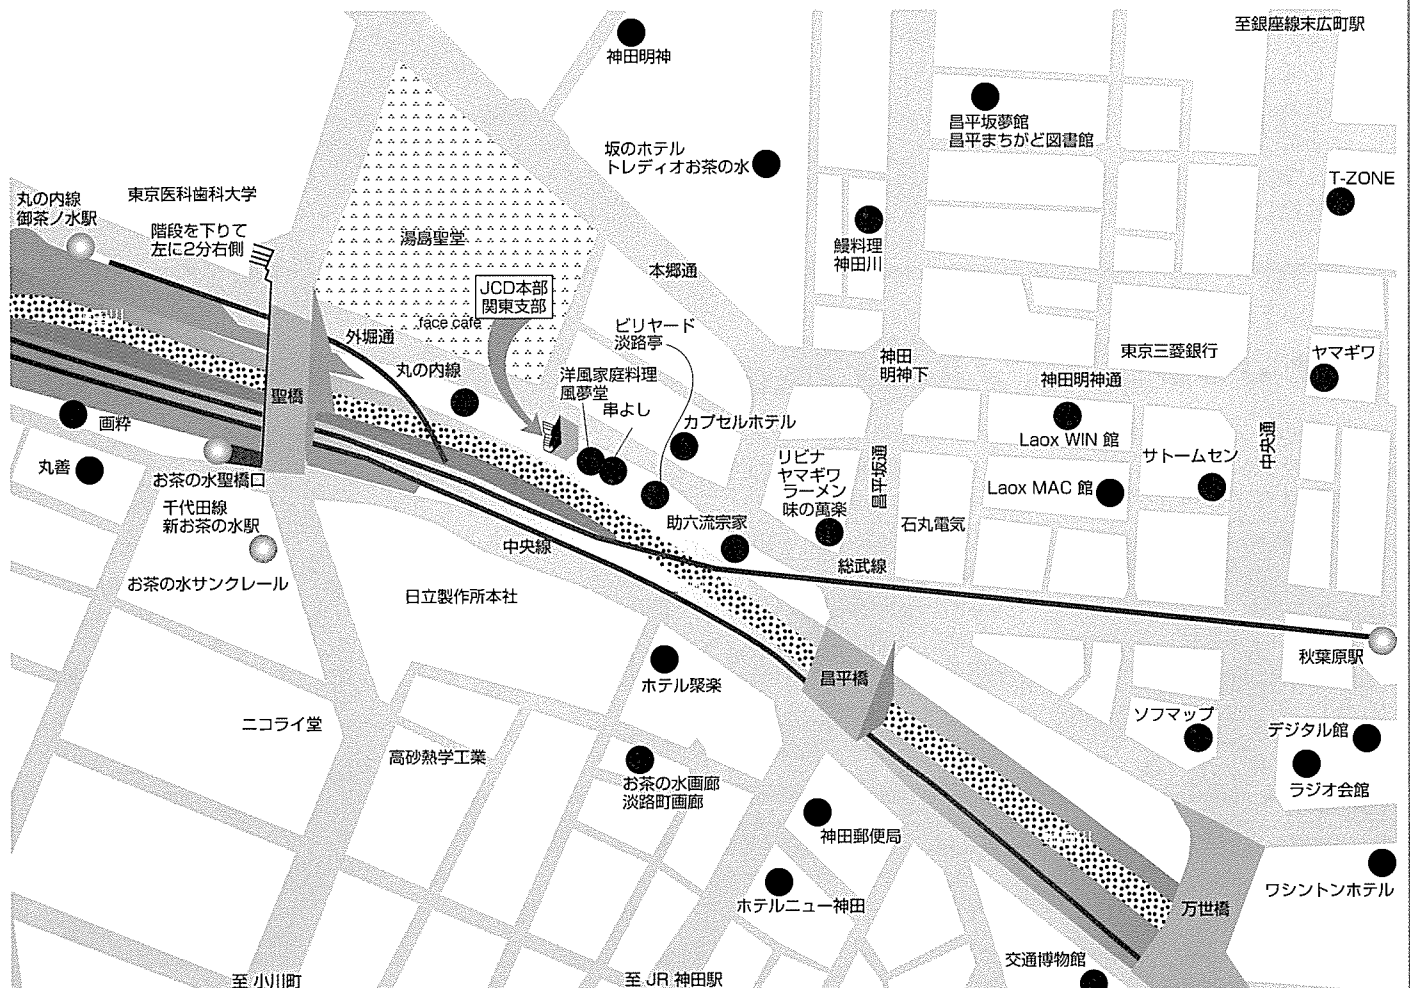 至銀座線末広町駅
神田明神
昌平坂夢館
昌平まちがど図書館
坂のホテル
トレディオお茶の水
T-ZONE
東京医科歯科大学
丸の内線
御茶ノ水駅
階段を下りて
左に2分右側
湯島聖堂
鰻料理
神田川
本郷通
JCD本部
関東支部
face cafe
ビリヤード
淡路亭
外堀通
丸の内線
神田
明神下
東京三菱銀行
ヤマギワ
神田明神通
洋風家庭料理
風夢堂
串よし
聖橋
画粋
カプセルホテル
Laox WIN 館
中央通
リビナ
ヤマギワ
ラーメン
味の萬楽
昌平坂通
サトームセン
丸善
お茶の水聖橋口
Laox MAC 館
千代田線
新お茶の水駅
助六流宗家
石丸電気
中央線
総武線
お茶の水サンクレール
日立製作所本社
秋葉原駅
ホテル聚楽
昌平橋
ニコライ堂
ソフマップ
デジタル館
高砂熱学工業
お茶の水画廊
淡路町画廊
ラジオ会館
神田郵便局
ワシントンホテル
ホテルニュー神田
万世橋
交通博物館
至 小川町
至 JR 神田駅